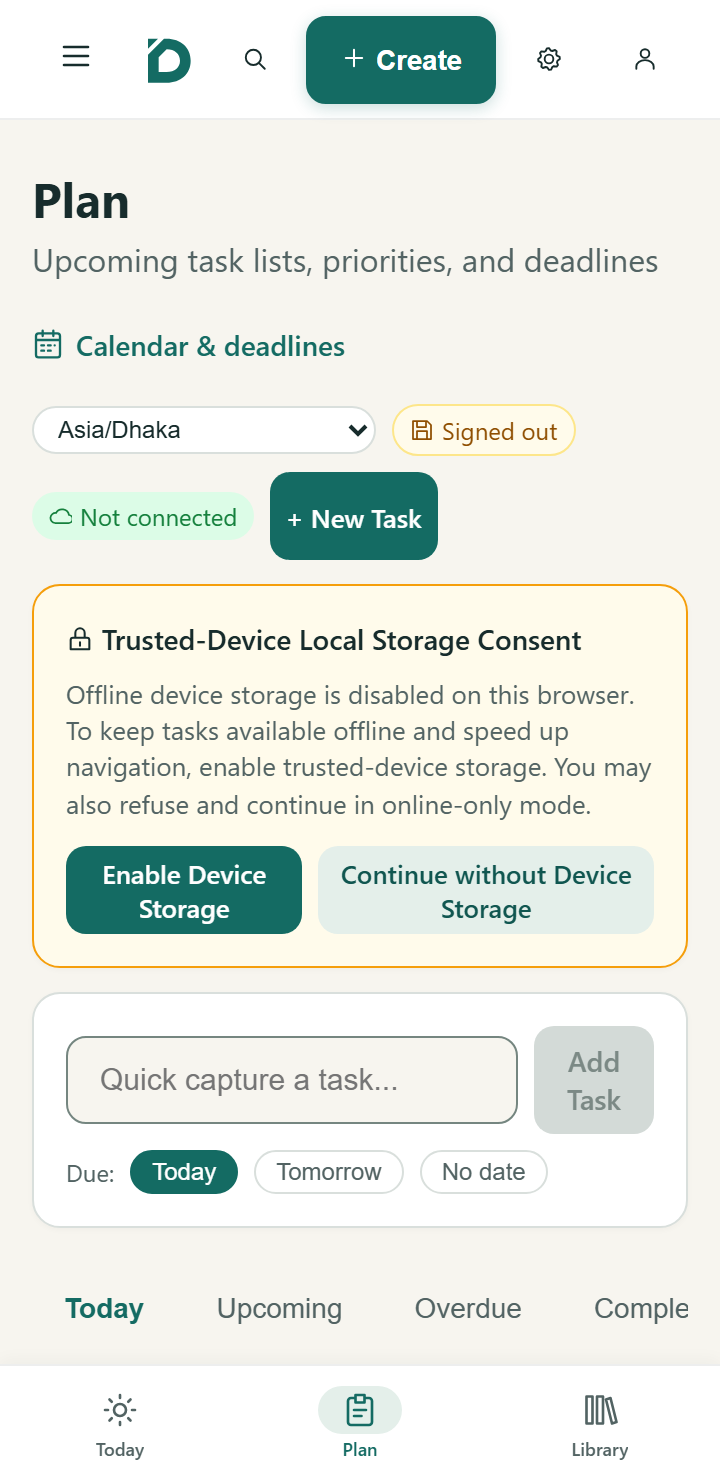 + Create
Plan
Upcoming task lists, priorities, and deadlines
Calendar & deadlines
Asia/Dhaka
Signed out
Not connected
+ New Task
Trusted-Device Local Storage Consent
Offline device storage is disabled on this browser.
To keep tasks available offline and speed up
navigation, enable trusted-device storage. You may
also refuse and continue in online-only mode.
Enable Device
Storage
Continue without Device
Storage
Quick capture a task...
Add
Task
Due: Today Tomorrow No date
Today Upcoming Overdue Comple
Today Plan Library